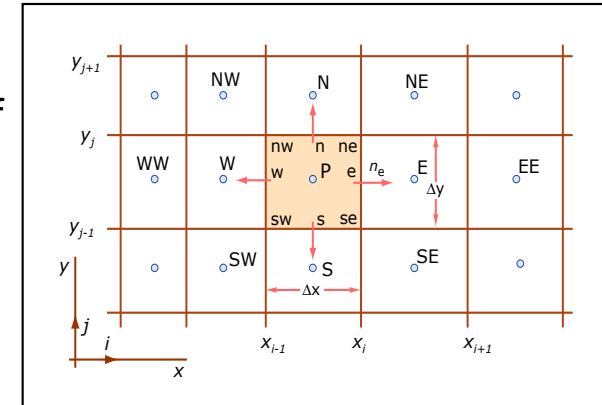 f
y_{j+1}
NW N NE
y_j
nw n ne
WW W w P e n_e E EE
Δy
sw s se
y_{j-1}
SW S SE
y
Δx
j
i
x
x_{i-1} x_i x_{i+1}